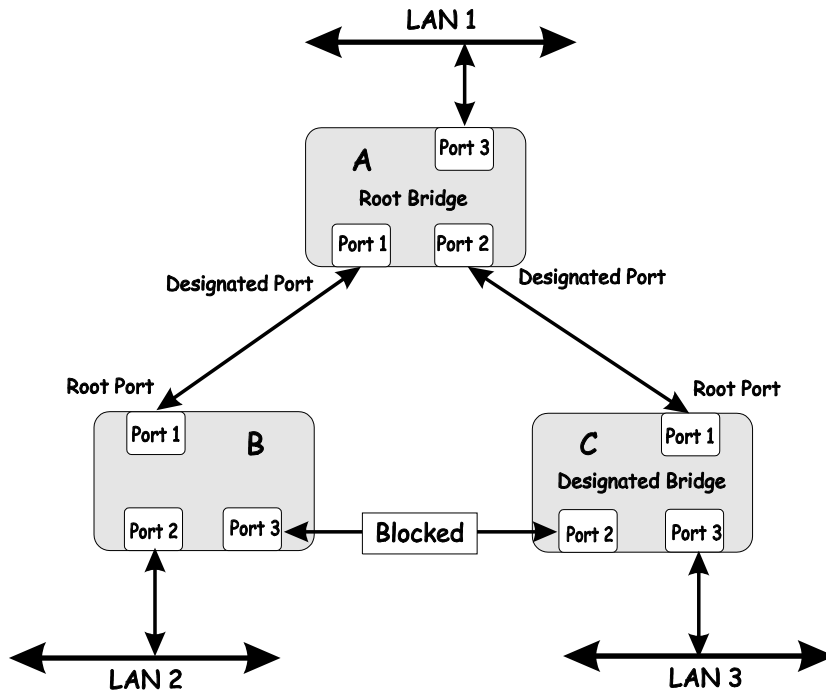 LAN 1
Port 3
A
Root Bridge
Port 1
Port 2
Designated Port
Designated Port
Root Port
Root Port
Port 1
B
C
Port 1
Designated Bridge
Port 2
Port 3
Blocked
Port 2
Port 3
LAN 2
LAN 3